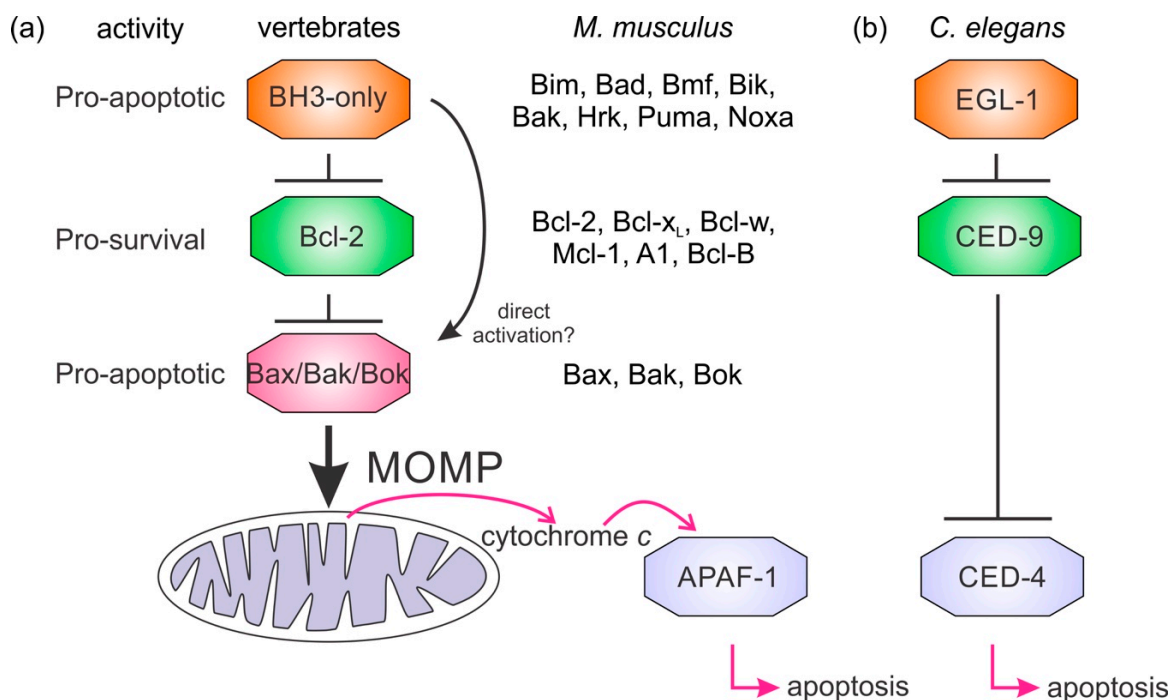 (a) activity vertebrates M. musculus (b) C. elegans
Pro-apoptotic BH3-only Bim, Bad, Bmf, Bik, EGL-1
Bak, Hrk, Puma, Noxa
Pro-survival Bcl-2 Bcl-2, Bcl-xL, Bcl-w, CED-9
Mcl-1, A1, Bcl-B
direct
activation?
Pro-apoptotic Bax/Bak/Bok Bax, Bak, Bok
MOMP
cytochrome c
APAF-1 CED-4
apoptosis apoptosis